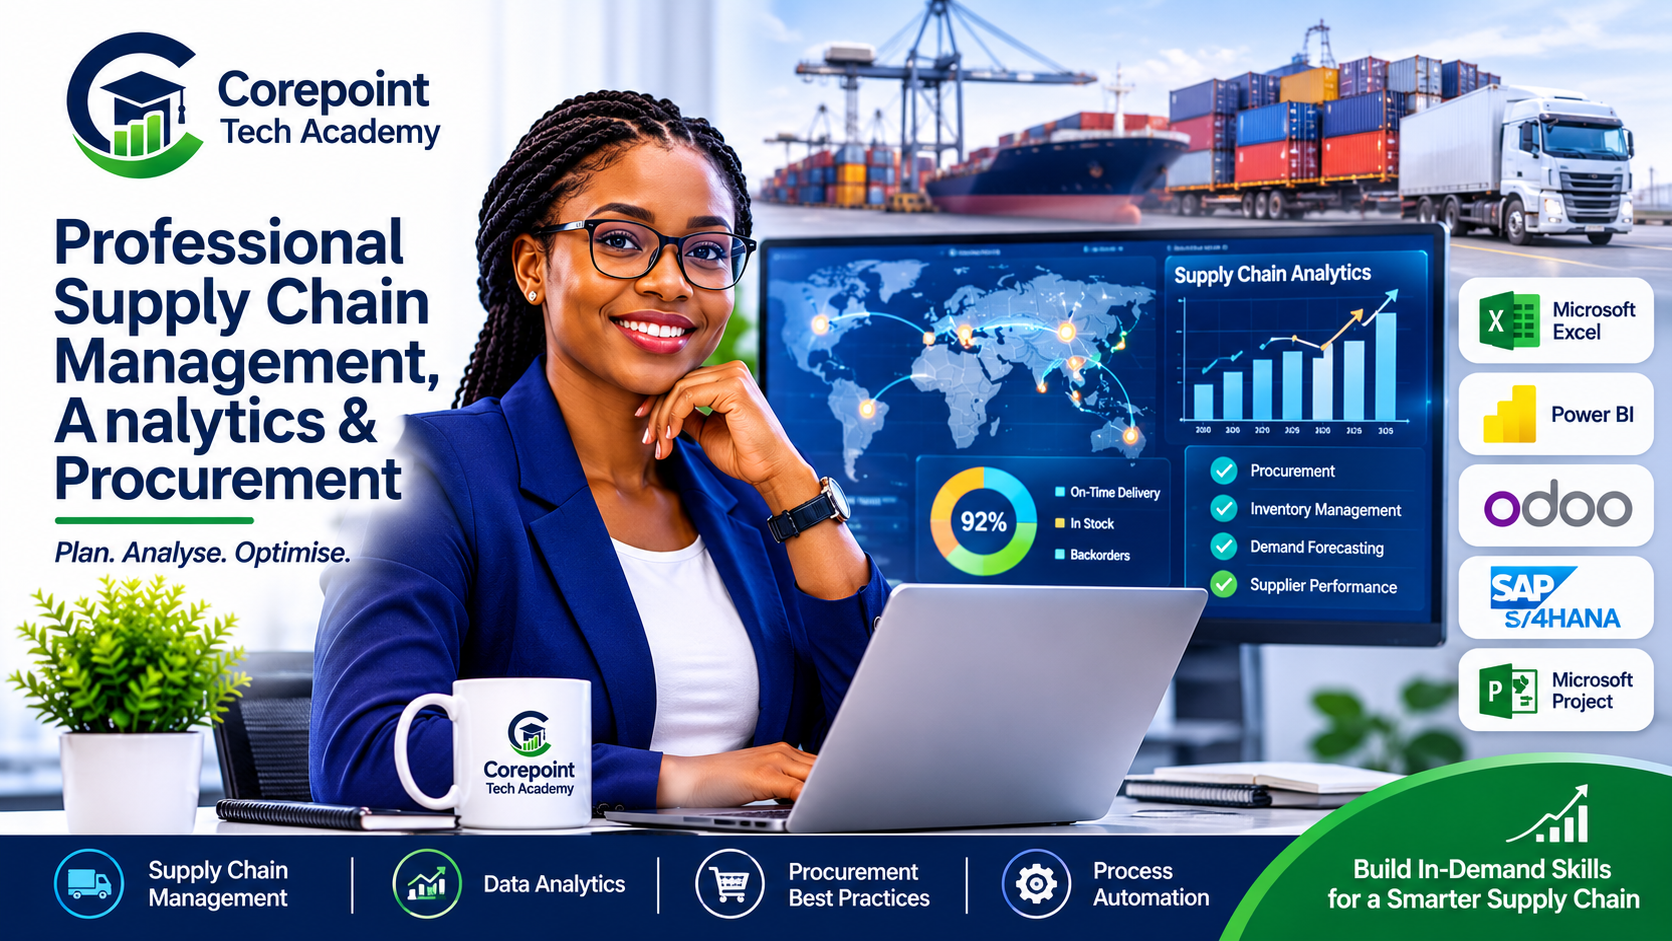 Corepoint
Tech Academy
Professional
Supply Chain
Management,
Analytics &
Procurement
Plan. Analyse. Optimise.
Supply Chain Analytics
92%
On-Time Delivery
In Stock
Backorders
Procurement
Inventory Management
Demand Forecasting
Supplier Performance
X
Microsoft
Excel
Power BI
odoo
SAP
S/4HANA
P
Microsoft
Project
Corepoint
Tech Academy
Supply Chain
Management
Data Analytics
Procurement
Best Practices
Process
Automation
Build In-Demand Skills
for a Smarter Supply Chain